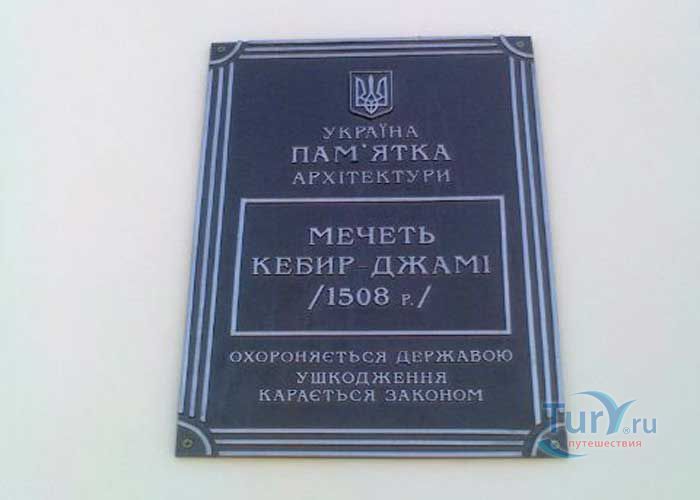 УКРАЇНА
ПАМ'ЯТКА
АРХІТЕКТУРИ
МЕЧЕТЬ
КЕБИР-ДЖАМІ
/1508 р./
ОХОРОНЯЄТЬСЯ ДЕРЖАВОЮ
УШКОДЖЕННЯ
КАРАЄТЬСЯ ЗАКОНОМ
TurY.ru
путешествия